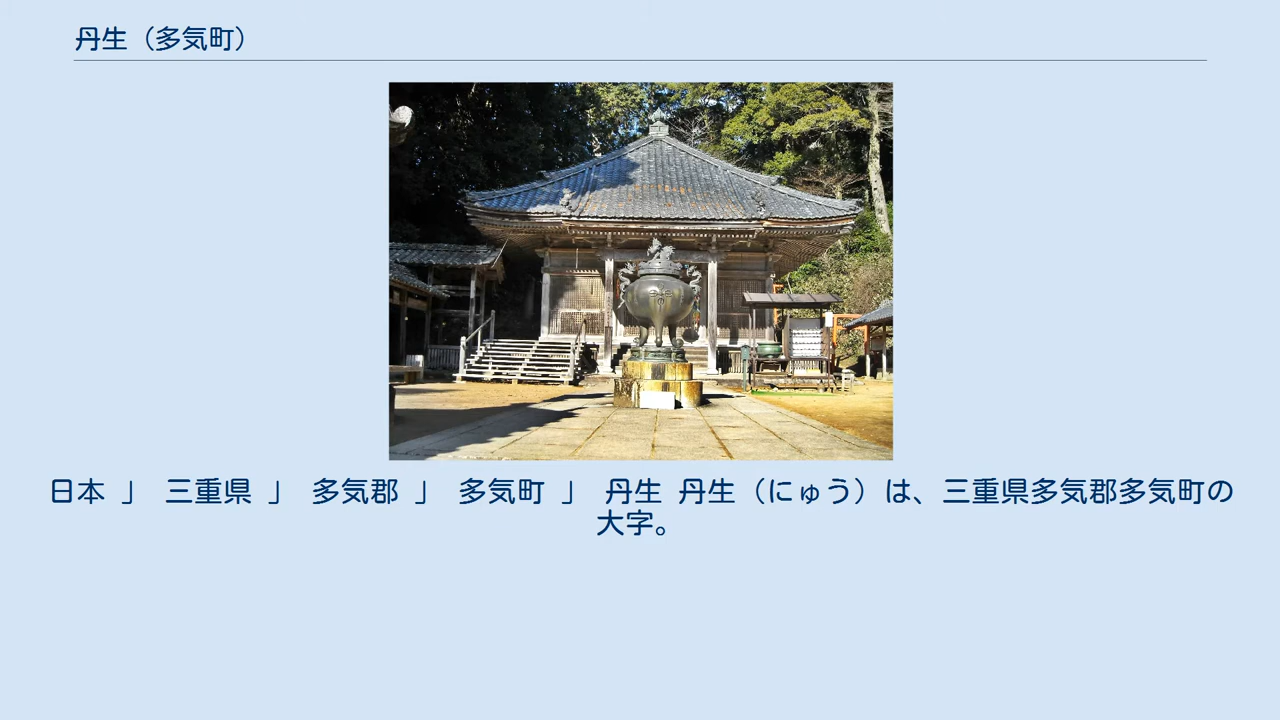 丹生（多気町）
日本 」 三重県 」 多気郡 」 多気町 」 丹生 丹生（にゅう）は、三重県多気郡多気町の
大字。